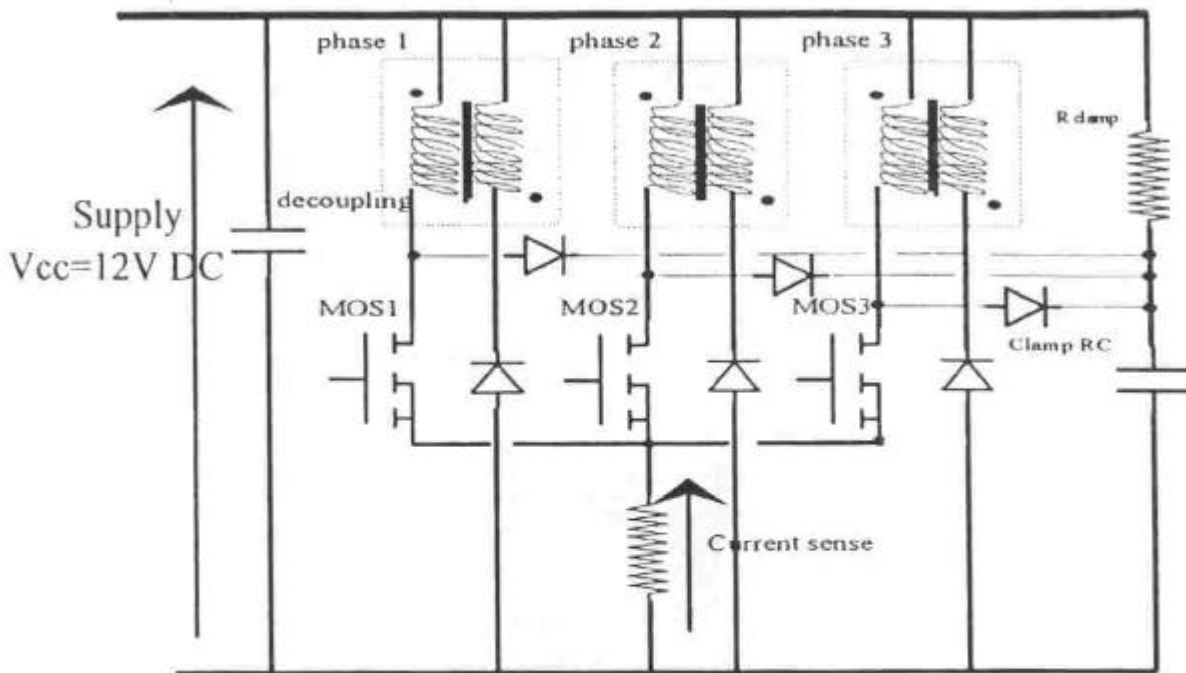 phase 1
phase 2
phase 3
R damp
decoupling
Supply
Vcc=12V DC
MOS1
MOS2
MOS3
Clamp RC
Current sense